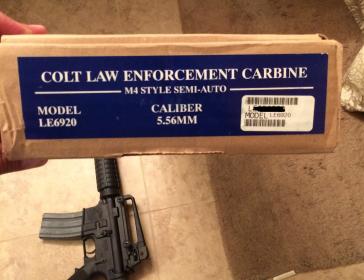 COLT LAW ENFORCEMENT CARBINE
M4 STYLE SEMI-AUTO
MODEL
LE6920
CALIBER
5.56MM
L
MODEL LE6920